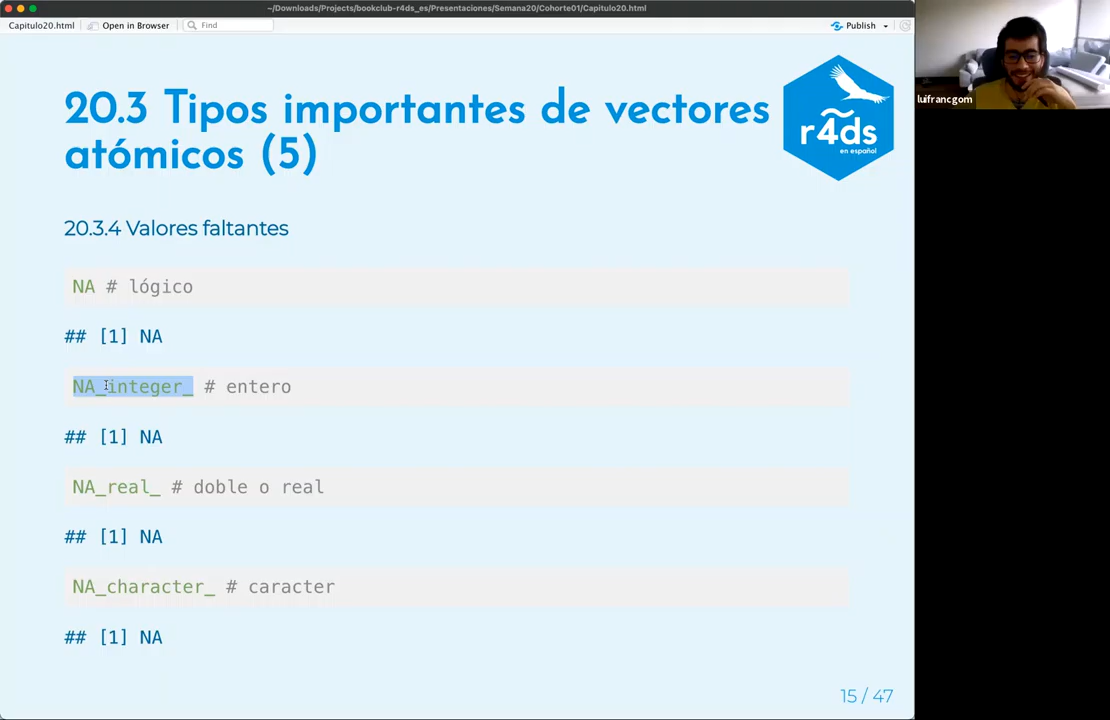 ~/Downloads/Projects/bookclub-r4ds_es/Presentaciones/Semana20/Cohorte01/Capitulo20.html
Capitulo20.html Open in Browser Find Publish
luifrancgom
20.3 Tipos importantes de vectores
atómicos (5)
r4ds
en español
20.3.4 Valores faltantes
NA # lógico
## [1] NA
NA_integer_ # entero
## [1] NA
NA_real_ # doble o real
## [1] NA
NA_character_ # caracter
## [1] NA
15 / 47